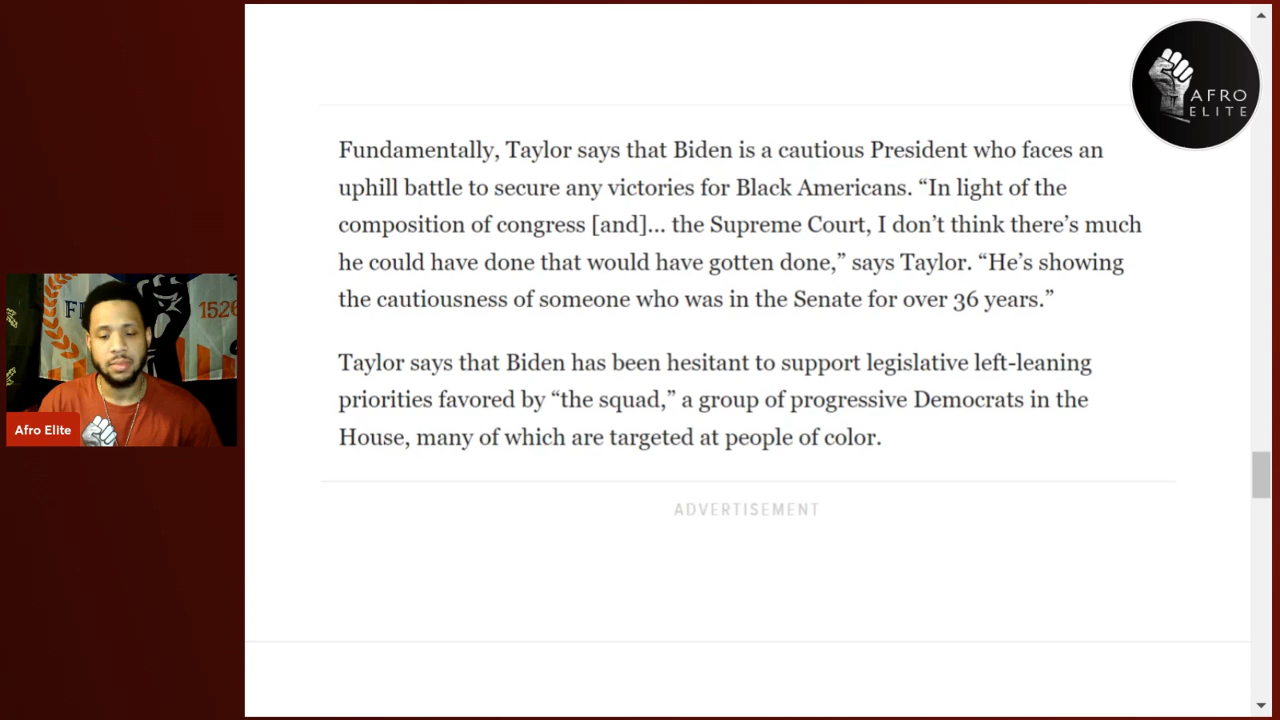 AFRO
ELITE
Fundamentally, Taylor says that Biden is a cautious President who faces an
uphill battle to secure any victories for Black Americans. “In light of the
composition of congress [and]... the Supreme Court, I don’t think there’s much
he could have done that would have gotten done,” says Taylor. “He’s showing
the cautiousness of someone who was in the Senate for over 36 years.”
Taylor says that Biden has been hesitant to support legislative left-leaning
priorities favored by “the squad,” a group of progressive Democrats in the
House, many of which are targeted at people of color.
ADVERTISEMENT
1526
Afro Elite